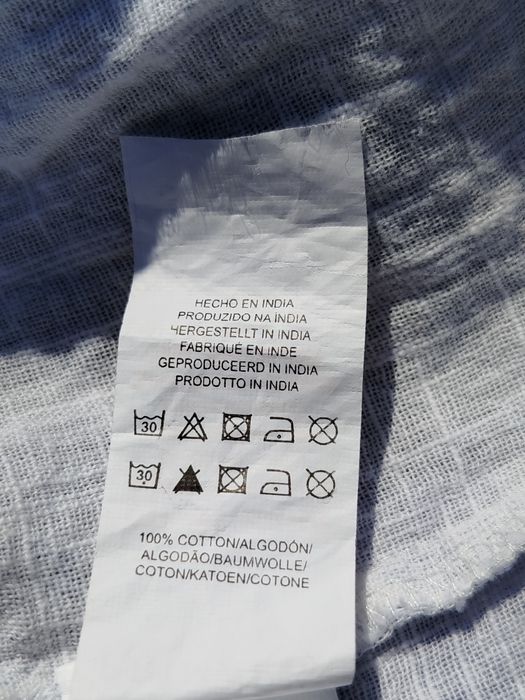 HECHO EN INDIA
PRODUZIDO NA ÍNDIA
HERGESTELLT IN INDIA
FABRIQUÉ EN INDE
GEPRODUCEERD IN INDIA
PRODOTTO IN INDIA
30
30
100% COTTON/ALGODÓN/
ALGODÃO/BAUMWOLLE/
COTON/KATOEN/COTONE